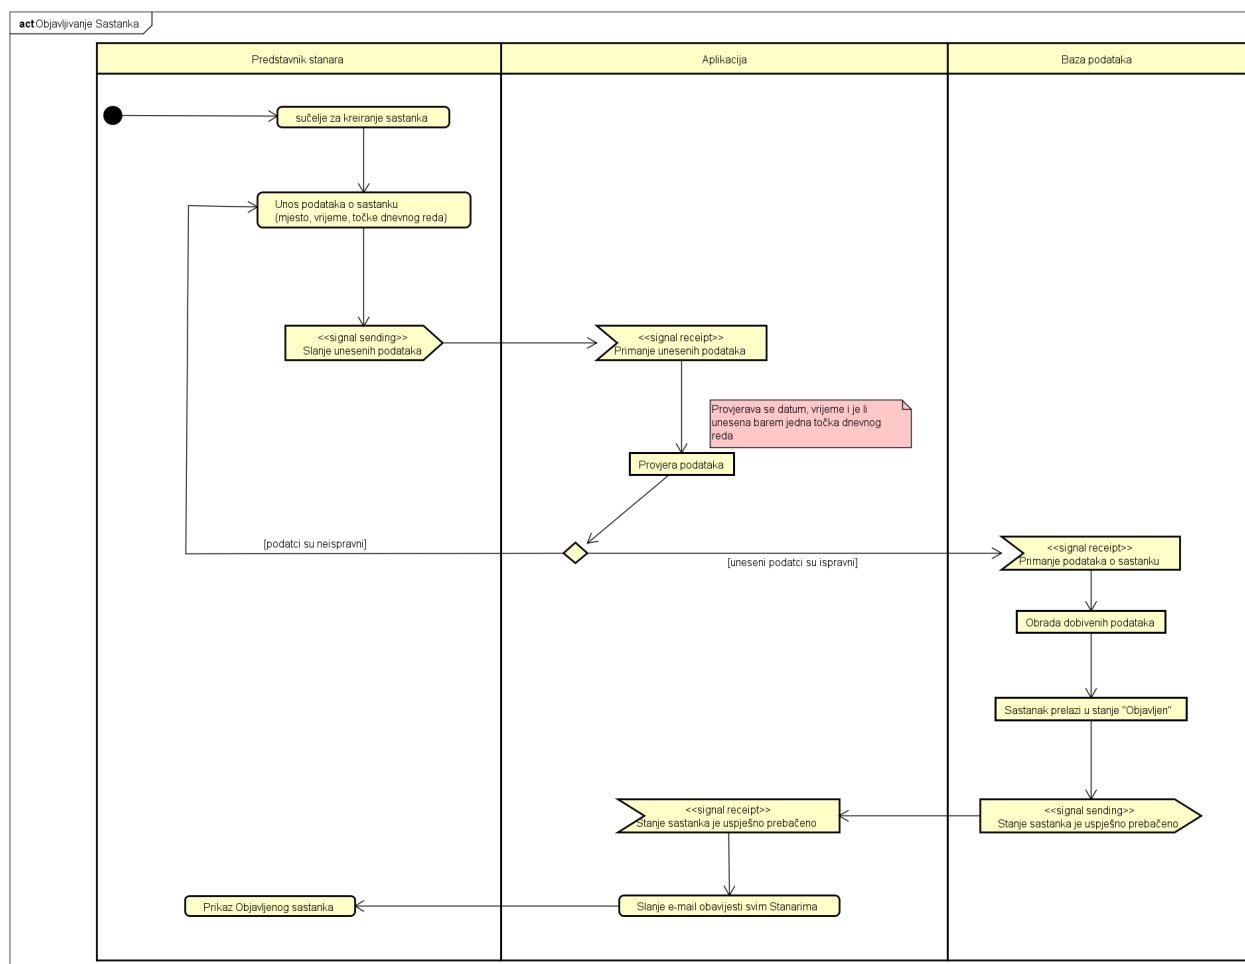 act Objavljivanje Sastanka
Predstavnik stanara
Aplikacija
Baza podataka
sučelje za kreiranje sastanka
Unos podataka o sastanku
(mjesto, vrijeme, točke dnevnog reda)
<<signal sending>>
Slanje unesenih podataka
<<signal receipt>>
Primanje unesenih podataka
Provjerava se datum, vrijeme i je li
unesena barem jedna točka dnevnog
reda
Provjera podataka
[podatci su neispravni]
[uneseni podatci su ispravni]
<<signal receipt>>
Primanje podataka o sastanku
Obrada dobivenih podataka
Sastanak prelazi u stanje "Objavljen"
<<signal receipt>>
Stanje sastanka je uspješno prebačeno
<<signal sending>>
Stanje sastanka je uspješno prebačeno
Prikaz Objavljenog sastanka
Slanje e-mail obavijesti svim Stanarima